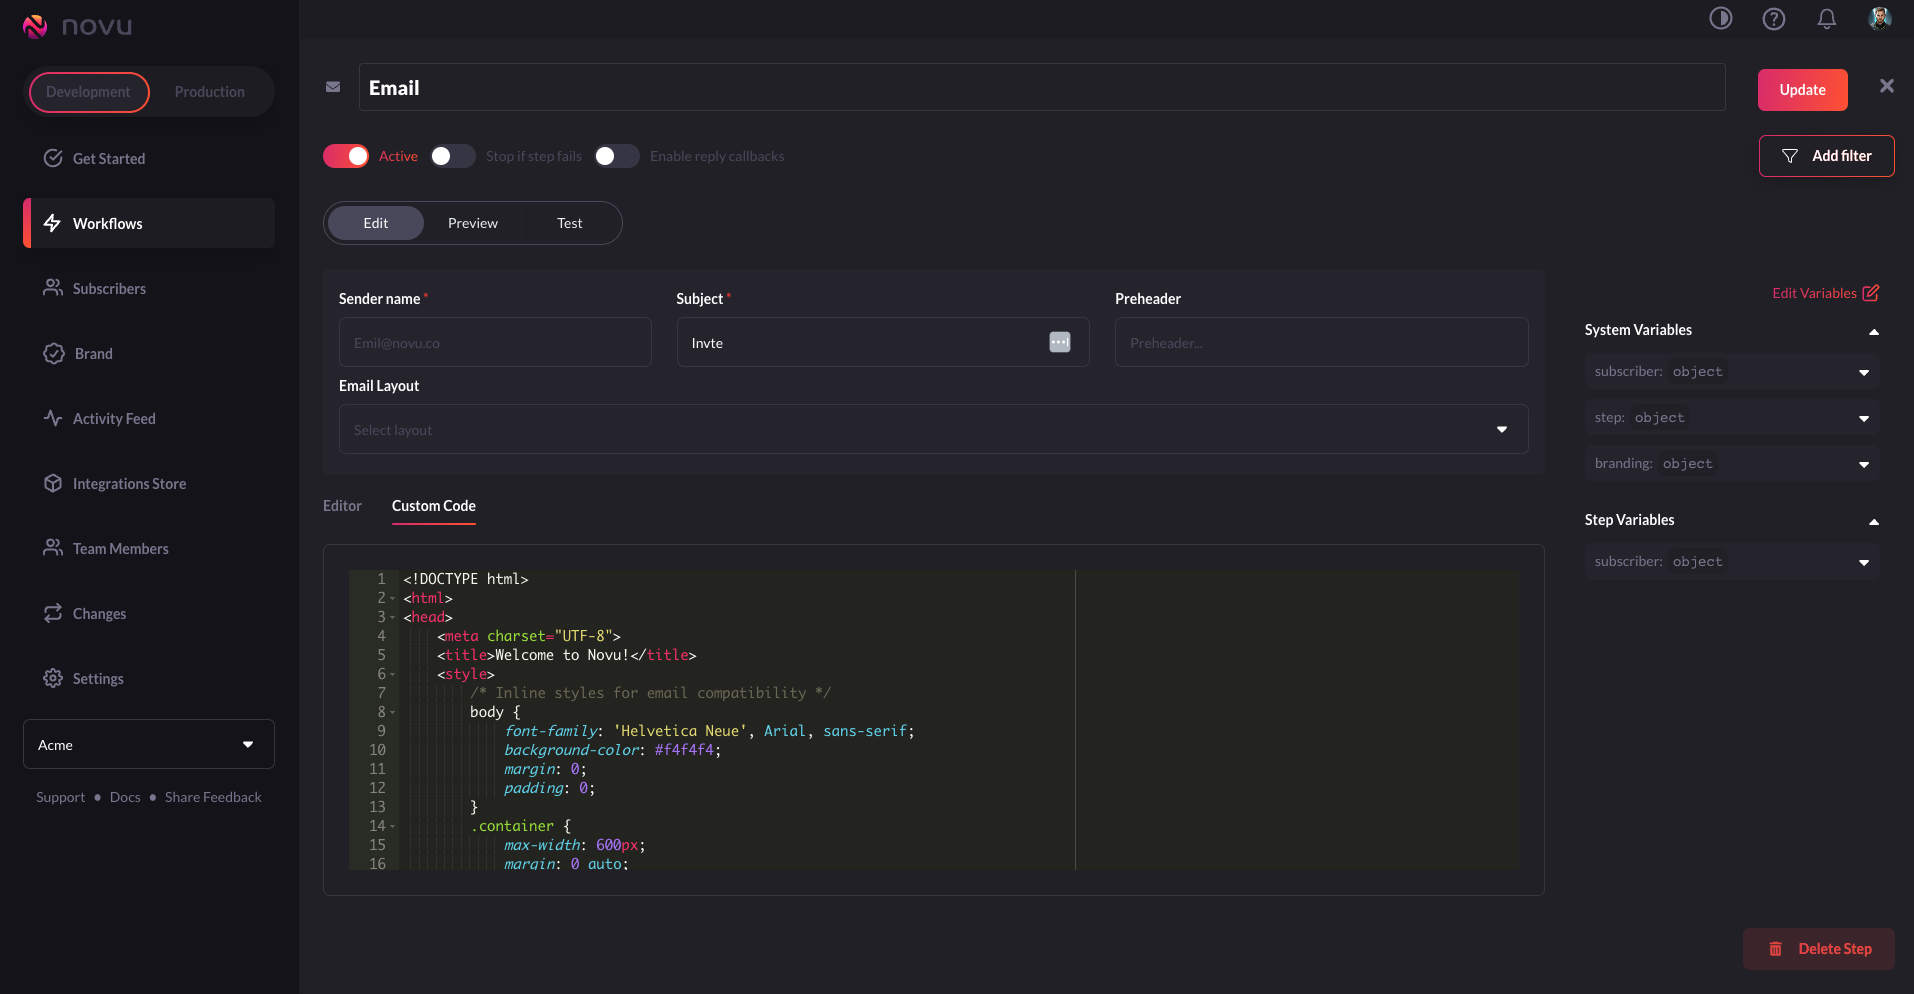 novu
Development Production
Get Started
Workflows
Subscribers
Brand
Activity Feed
Integrations Store
Team Members
Changes
Settings
Acme
Support • Docs • Share Feedback
Email
Update
Active Stop if step fails Enable reply callbacks
Add filter
Edit Preview Test
Sender name * Subject * Preheader
Emil@novu.co Invte Preheader...
Email Layout
Select layout
Editor Custom Code
1 <!DOCTYPE html>
2 <html>
3 <head>
4 <meta charset="UTF-8">
5 <title>Welcome to Novu!</title>
6 <style>
7 /* Inline styles for email compatibility */
8 body {
9 font-family: 'Helvetica Neue', Arial, sans-serif;
10 background-color: #f4f4f4;
11 margin: 0;
12 padding: 0;
13 }
14 .container {
15 max-width: 600px;
16 margin: 0 auto;
Edit Variables
System Variables
subscriber: object
step: object
branding: object
Step Variables
subscriber: object
Delete Step